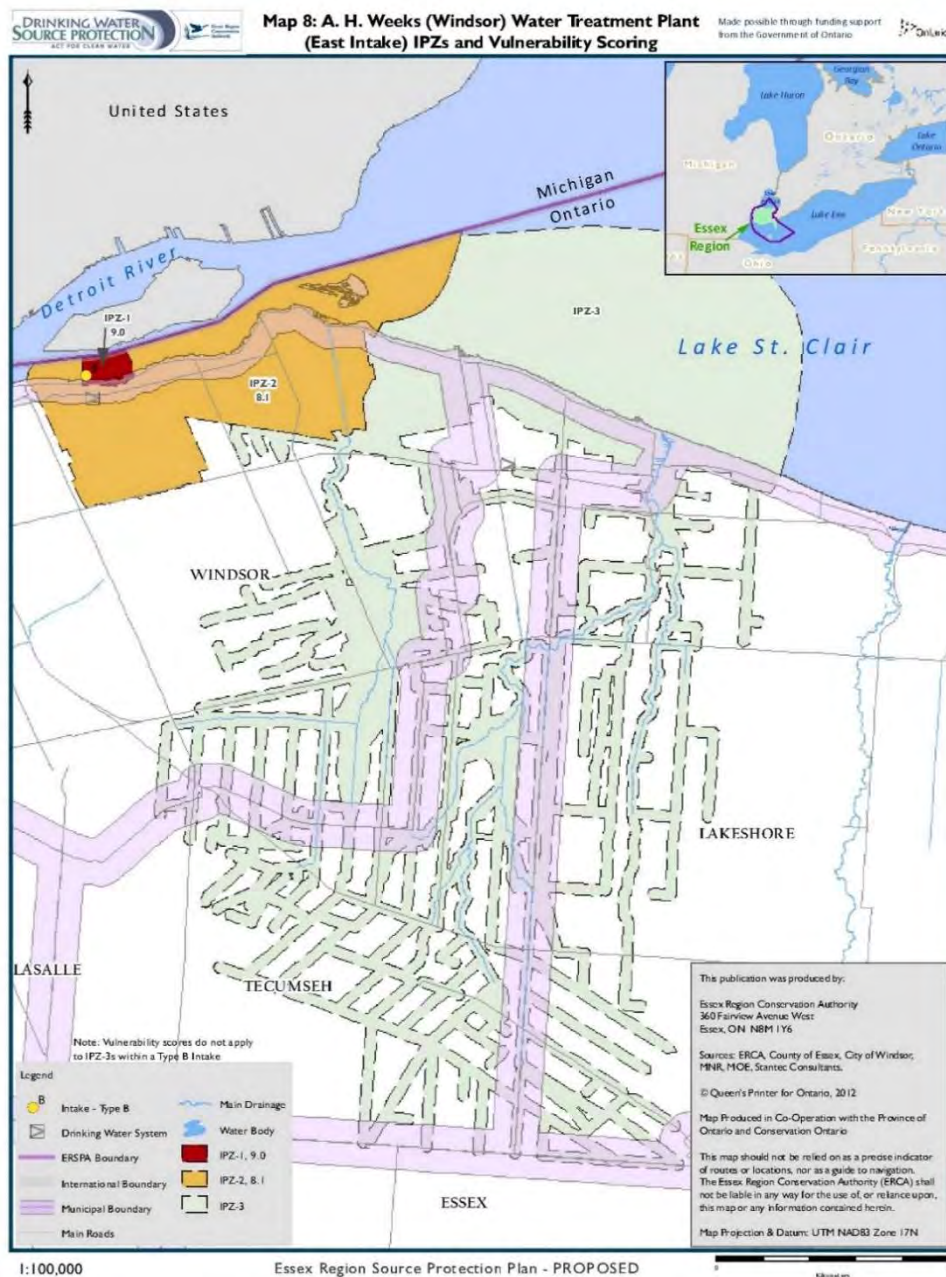 DRINKING WATER
SOURCE PROTECTION
ACT FOR CLEAN WATER
Map 8: A. H. Weeks (Windsor) Water Treatment Plant
(East Intake) IPZs and Vulnerability Scoring
Made possible through funding support
from the Government of Ontario
Ontario
United States
Michigan
Ontario
Detroit River
IPZ-1
9.0
IPZ-2
8.1
IPZ-3
Lake St. Clair
Lake Huron
Georgian
Bay
Ontario
Lake
Ontario
Michigan
New York
Lake Erie
Essex
Region
Pennsylvania
Ohio
WINDSOR
LAKESHORE
LASALLE
TECUMSEH
ESSEX
Note: Vulnerability scores do not apply
to IPZ-3s within a Type B Intake
Legend
B
Intake - Type B
Drinking Water System
ERSPA Boundary
International Boundary
Municipal Boundary
Main Roads
Main Drainage
Water Body
IPZ-1, 9.0
IPZ-2, 8.1
IPZ-3
This publication was produced by:
Essex Region Conservation Authority
360 Fairview Avenue West
Essex, ON N8M 1Y6
Sources: ERCA, County of Essex, City of Windsor,
MNR, MOE, Stantec Consultants.
© Queen's Printer for Ontario, 2012
Map Produced in Co-Operation with the Province of
Ontario and Conservation Ontario
This map should not be relied on as a precise indicator
of routes or locations, nor as a guide to navigation.
The Essex Region Conservation Authority (ERCA) shall
not be liable in any way for the use of, or reliance upon,
this map or any information contained herein.
Map Projection & Datum: UTM NAD83 Zone 17N
1:100,000
Essex Region Source Protection Plan - PROPOSED